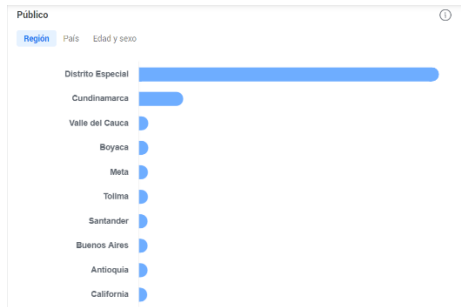 Público
Región País Edad y sexo
Distrito Especial
Cundinamarca
Valle del Cauca
Boyaca
Meta
Tolima
Santander
Buenos Aires
Antioquia
California